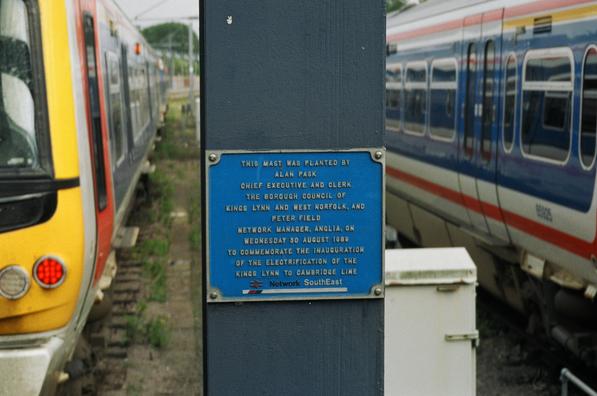 THIS MAST WAS PLANTED BY
ALAN PASK
CHIEF EXECUTIVE AND CLERK,
THE BOROUGH COUNCIL OF
KINGS LYNN AND WEST NORFOLK, AND
PETER FIELD
NETWORK MANAGER, ANGLIA, ON
WEDNESDAY 30 AUGUST 1989
TO COMMEMORATE THE INAUGURATION
OF THE ELECTRIFICATION OF THE
KINGS LYNN TO CAMBRIDGE LINE
Network SouthEast